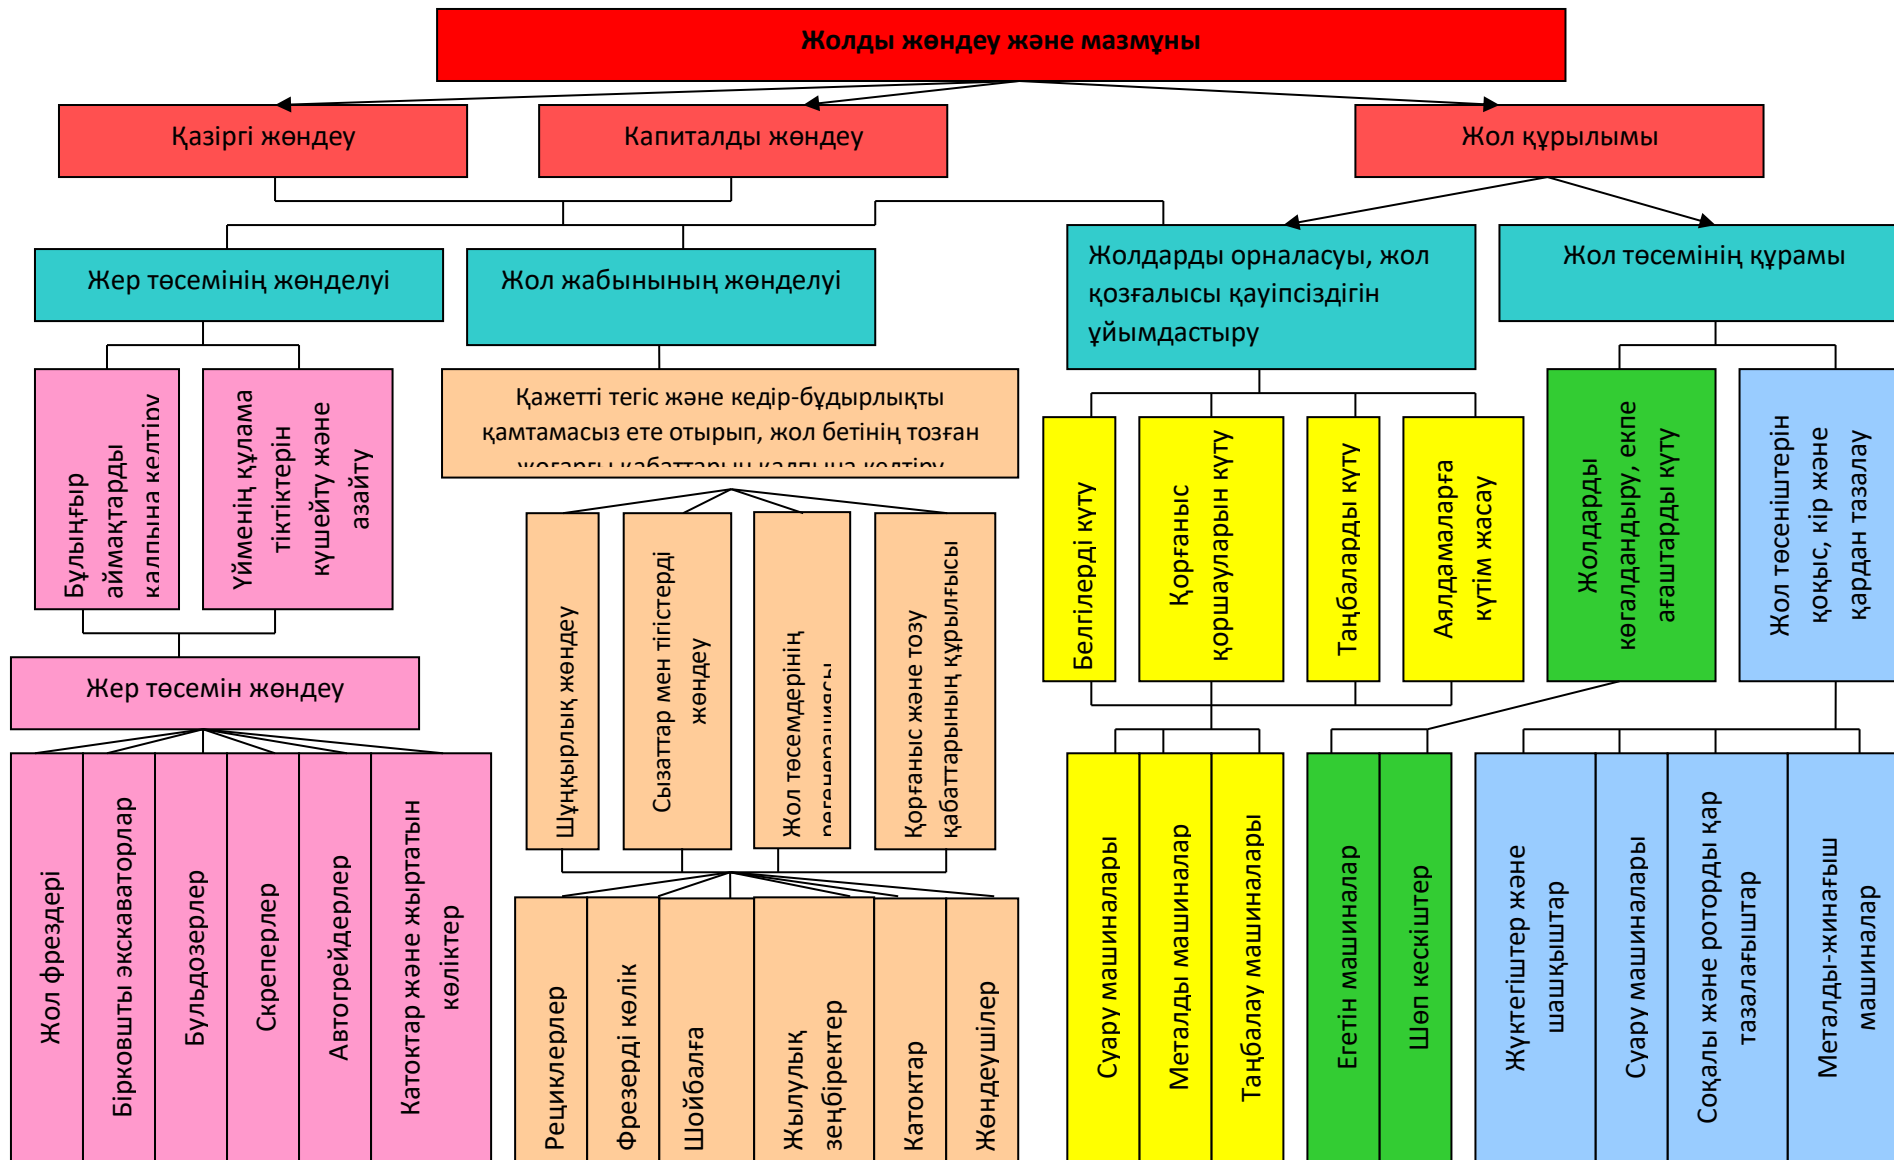 Жолды жөндеу және мазмұны
Қазіргі жөндеу
Капиталды жөндеу
Жол құрылымы
Жер төсемінің жөнделуі
Жол жабынының жөнделуі
Жолдарды орналасуы, жол
қозғалысы қауіпсіздігін
ұйымдастыру
Жол төсемінің құрамы
Бұлыңғыр
аймақтарды
калпына келтіру
Үйменің құлама
тіктіктерін
күшейту және
азайту
Қажетті тегіс және кедір-бұдырлықты
қамтамасыз ете отырып, жол бетінің тозған
жоғарғы қабаттарын қалпына келтіру
Белгілерді күту
Қорғаныс
қоршауларын күту
Таңбаларды күту
Аялдамаларға
күтім жасау
Жолдарды
көгалдандыру, екпе
ағаштарды күту
Жол төсеніштерін
қоқыс, кір және
қардан тазалау
Жер төсемін жөндеу
Шұңқырлық жөндеу
Сызаттар мен тігістерді
жөндеу
Жол төсемдерінің
регенерациясы
Қорғаныс және тозу
қабаттарының құрылғысы
Жол фрездері
Бірковшты экскаваторлар
Бульдозерлер
Скреперлер
Автогрейдерлер
Катоктар және жыртатын
көліктер
Рециклерлер
Фрезерді көлік
Шойбалға
Жылулық
зеңбіректер
Катоктар
Жөндеушілер
Суару машиналары
Металды машиналар
Таңбалау машиналары
Егетін машиналар
Шөп кескіштер
Жүктегіштер және
шашқыштар
Суару машиналары
Соқалы және роторды қар
тазалағыштар
Металды-жинағыш
машиналар